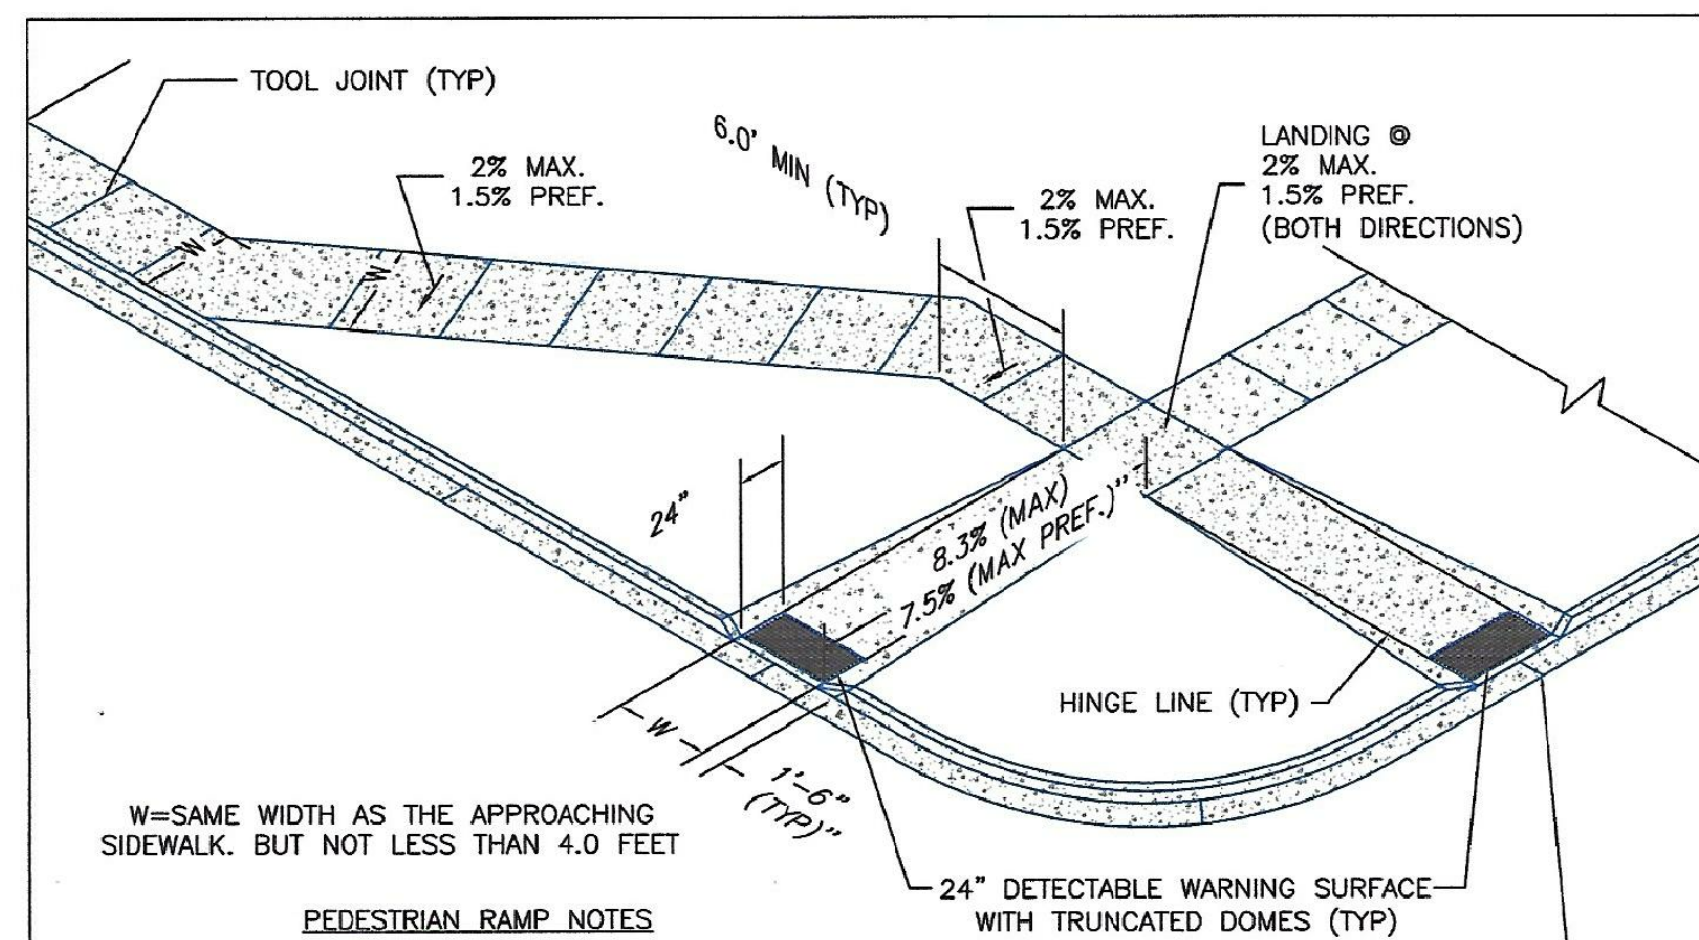 TOOL JOINT (TYP)
2% MAX.
1.5% PREF.
6.0' MIN (TYP)
2% MAX.
1.5% PREF.
LANDING @
2% MAX.
1.5% PREF.
(BOTH DIRECTIONS)
W
W
24"
8.3% (MAX)
7.5% (MAX PREF.)"
HINGE LINE (TYP)
W
1'-6"
(TYP)"
W=SAME WIDTH AS THE APPROACHING
SIDEWALK. BUT NOT LESS THAN 4.0 FEET
24" DETECTABLE WARNING SURFACE
WITH TRUNCATED DOMES (TYP)
PEDESTRIAN RAMP NOTES